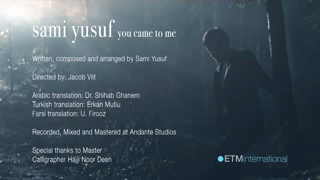 sami yusuf you came to me
Written, composed and arranged by Sami Yusuf
Directed by: Jacob Viit
Arabic translation: Dr. Shihab Ghanem
Turkish translation: Erkan Mutlu
Farsi translation: U. Firooz
Recorded, Mixed and Mastered at Andante Studios
Special thanks to Master
Calligrapher Hajji Noor Deen
ETMinternational